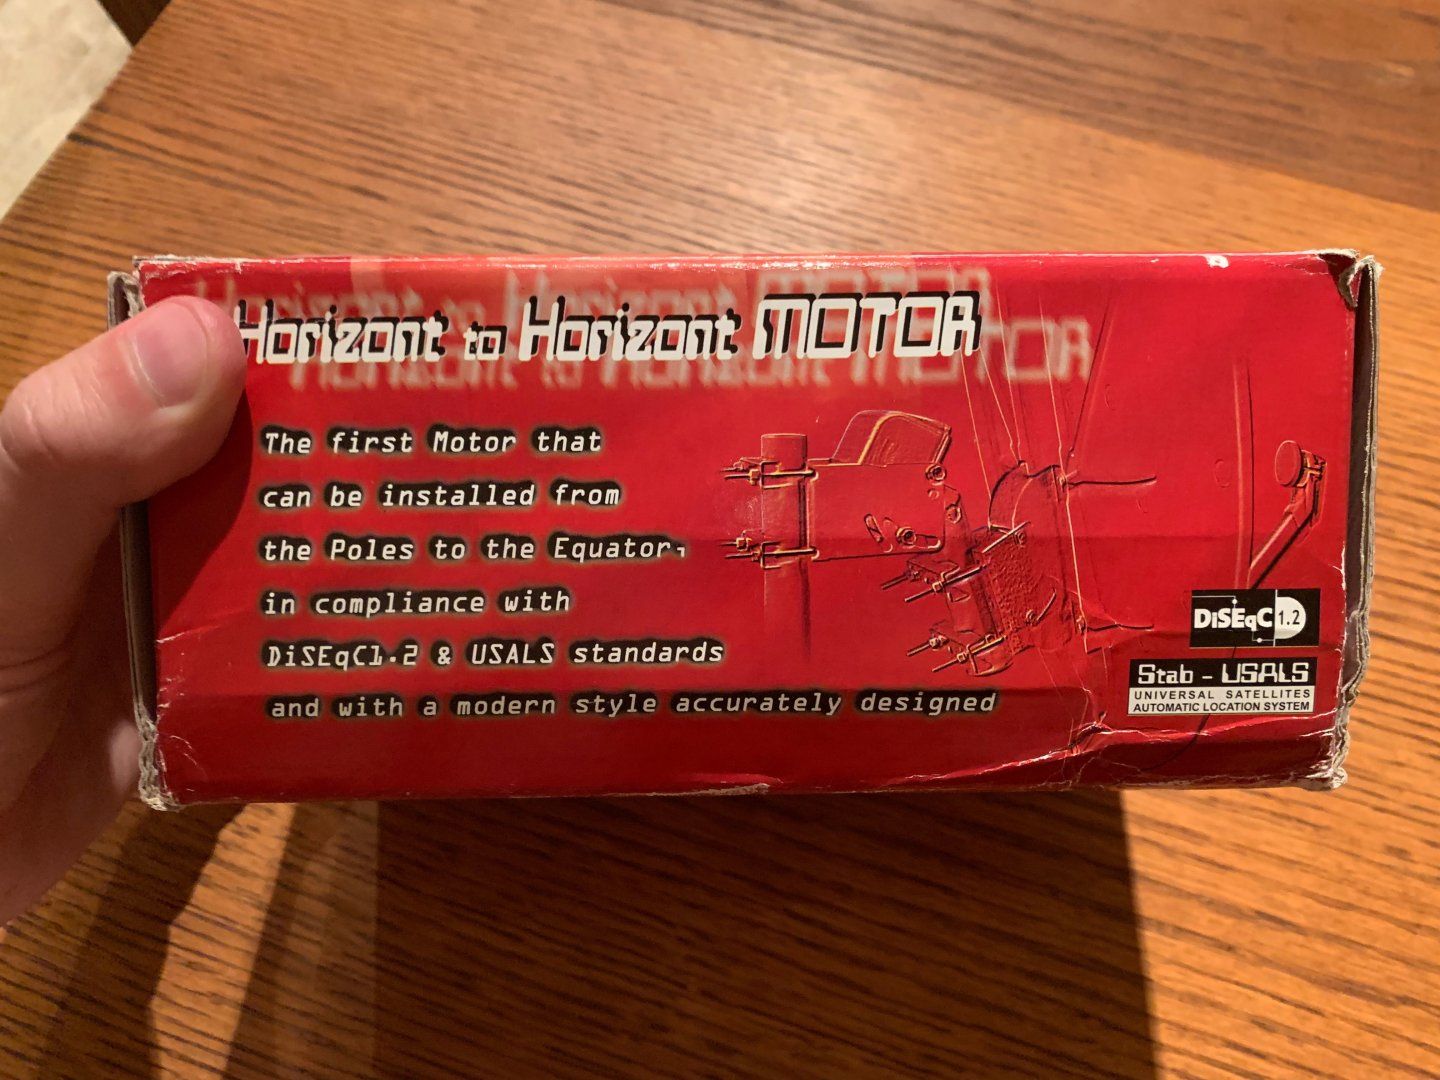 Horizont to Horizont MOTOR
The first Motor that
can be installed from
the Poles to the Equator,
in compliance with
DiSEqC1.2 & USALS standards
and with a modern style accurately designed
DiSEqC 1.2
Stab - USALS
UNIVERSAL SATELLITES
AUTOMATIC LOCATION SYSTEM